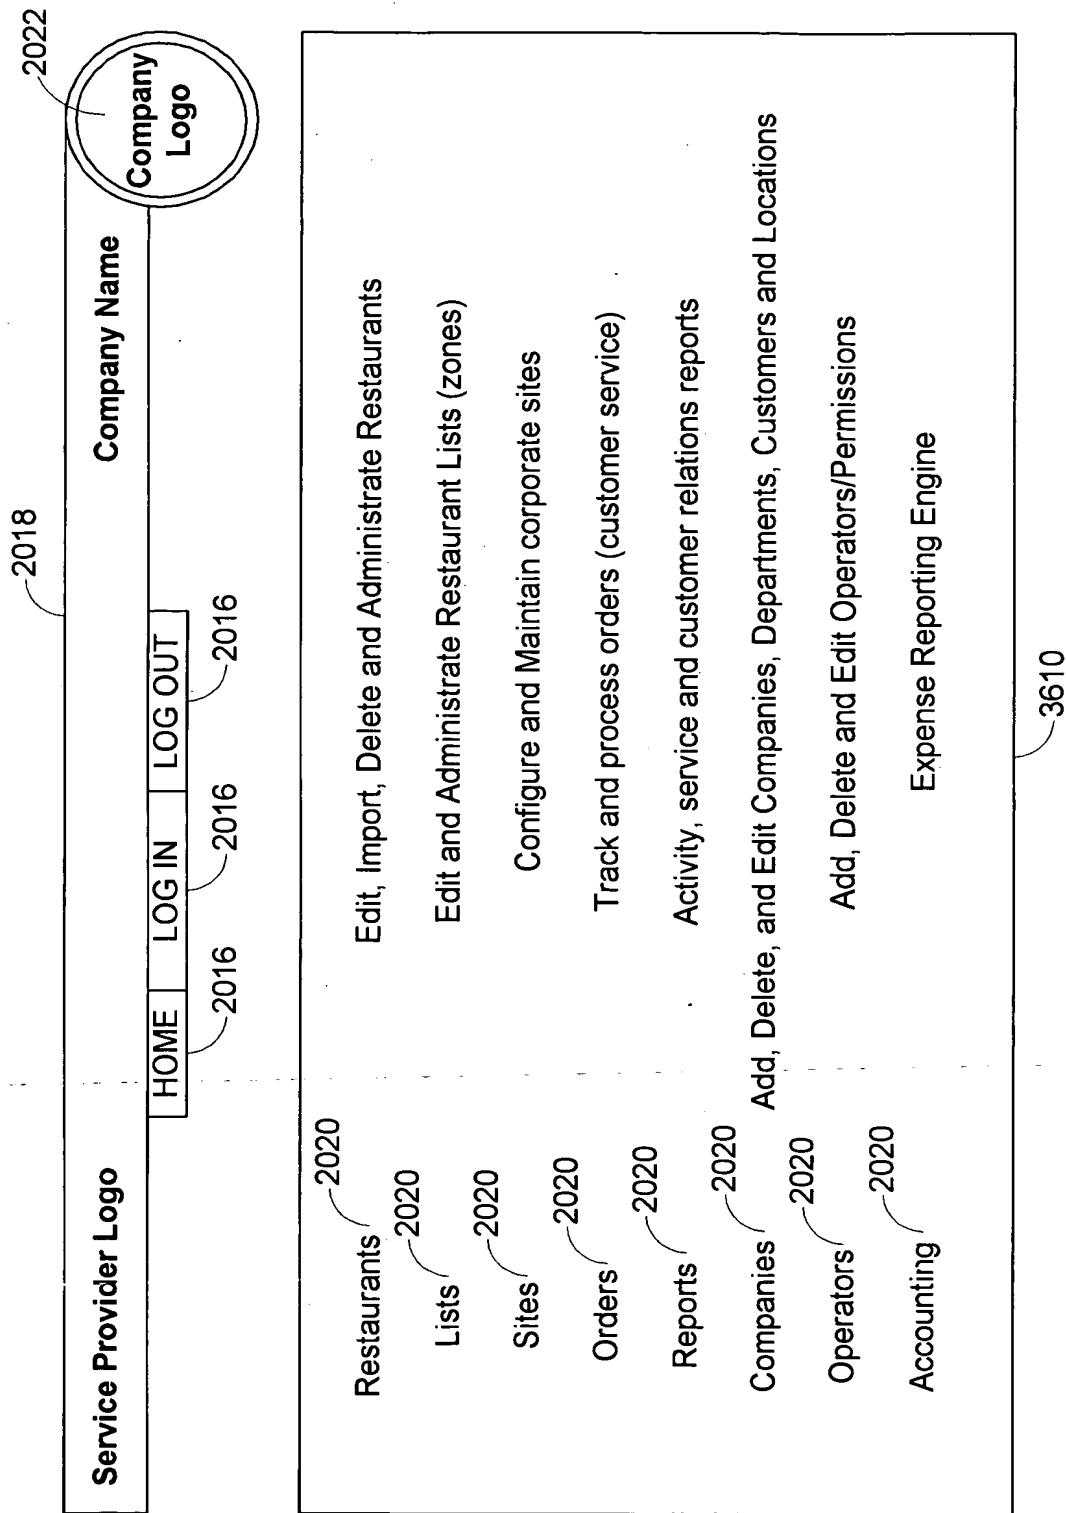 2018
2022
Service Provider Logo
Company Name
Company
Logo
HOME
LOG IN
LOG OUT
2016
2016
2016
2020
Restaurants
Edit, Import, Delete and Administrate Restaurants
2020
Lists
Edit and Administrate Restaurant Lists (zones)
2020
Sites
Configure and Maintain corporate sites
2020
Orders
Track and process orders (customer service)
2020
Reports
Activity, service and customer relations reports
2020
Companies
Add, Delete, and Edit Companies, Departments, Customers and Locations
2020
Operators
Add, Delete and Edit Operators/Permissions
2020
Accounting
Expense Reporting Engine
3610